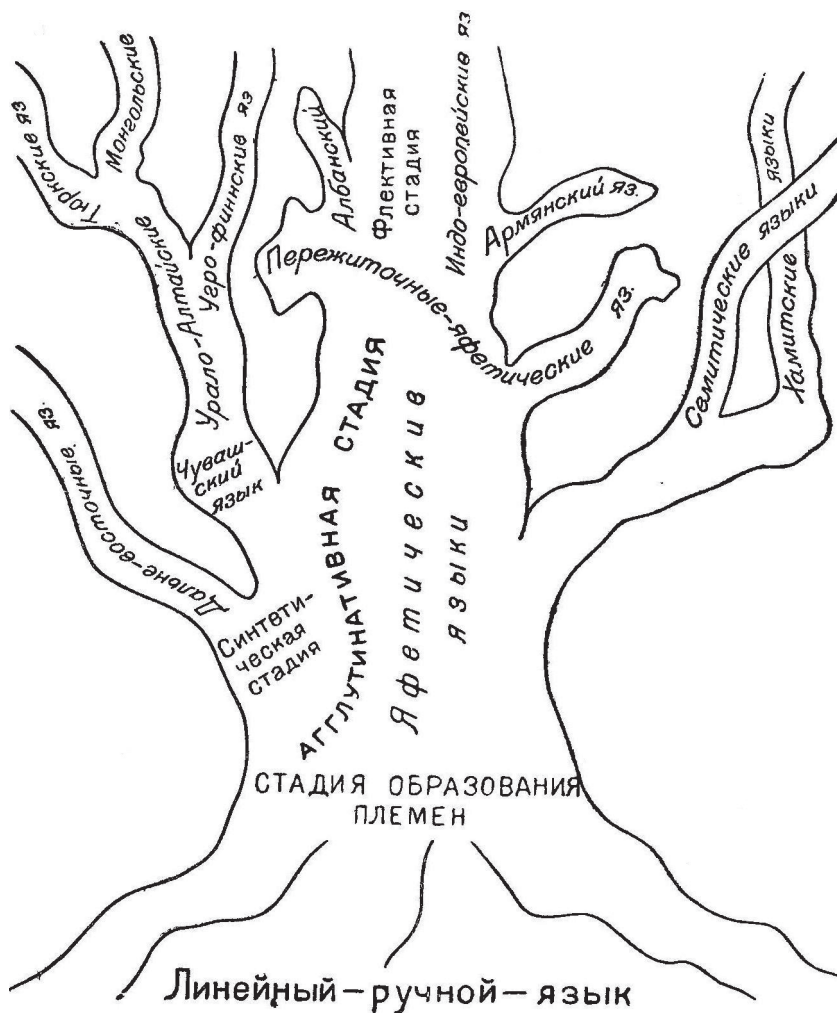 Тюркские яз
Монгольские
Урало-Алтайские
Угро-финнские яз
Чуваш-
ский
язык
Албанский
Флективная
стадия
Индо-европейские яз
Армянский яз.
Пережиточные-яфетические яз.
Семитические языки
Хамитские языки
Дальне-восточные яз.
Синтети-
ческая
стадия
АГГЛУТИНАТИВНАЯ СТАДИЯ
Яфетические
языки
СТАДИЯ ОБРАЗОВАНИЯ
ПЛЕМЕН
Линейный-ручной-язык